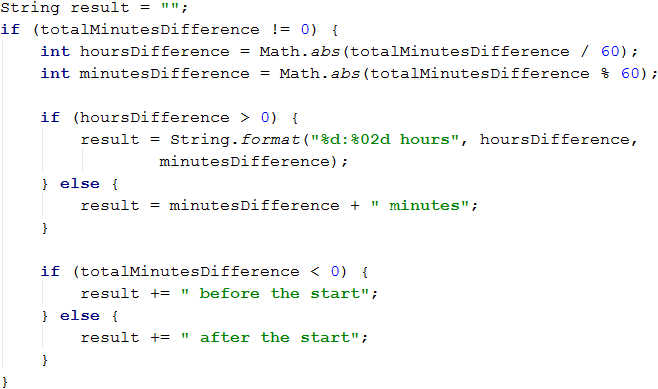 String result = "";
if (totalMinutesDifference != 0) {
    int hoursDifference = Math.abs(totalMinutesDifference / 60);
    int minutesDifference = Math.abs(totalMinutesDifference % 60);

    if (hoursDifference > 0) {
        result = String.format("%d:%02d hours", hoursDifference,
                minutesDifference);
    } else {
        result = minutesDifference + " minutes";
    }

    if (totalMinutesDifference < 0) {
        result += " before the start";
    } else {
        result += " after the start";
    }
}